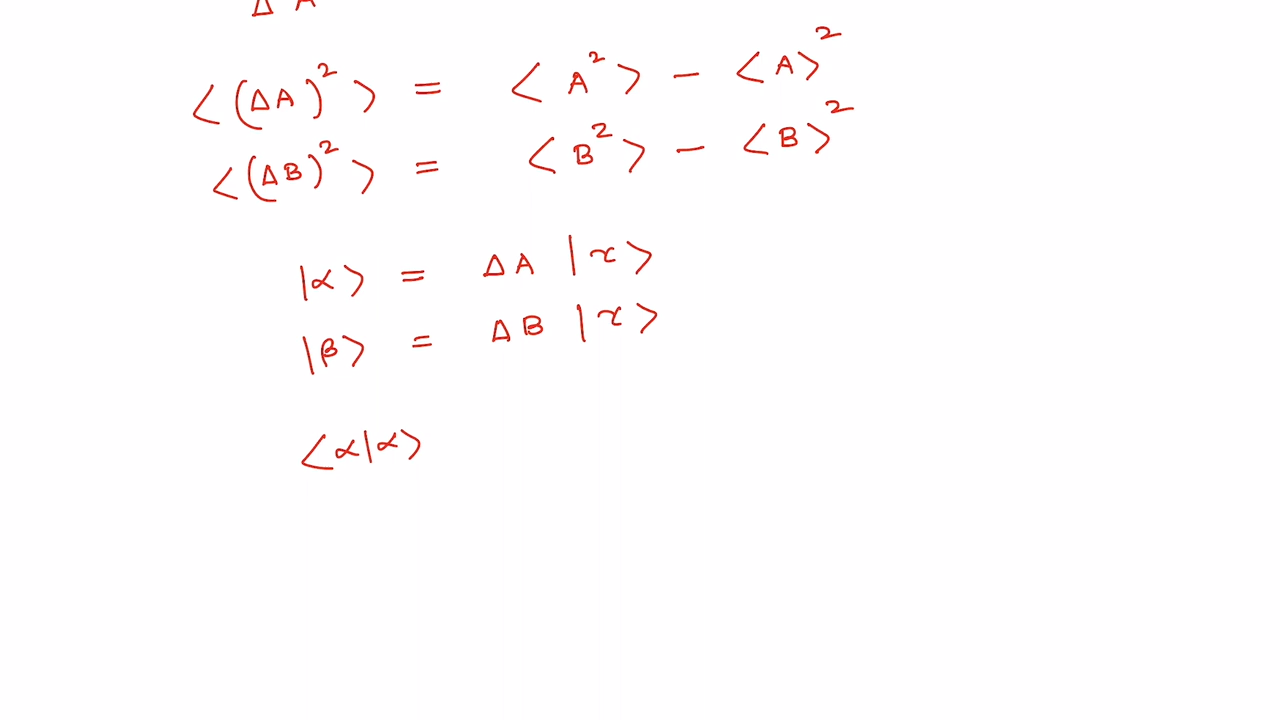 Δ A
<(ΔA)²> = <A²> - <A>²
<(ΔB)²> = <B²> - <B>²
|α> = ΔA |x>
|β> = ΔB |x>
<α|α>